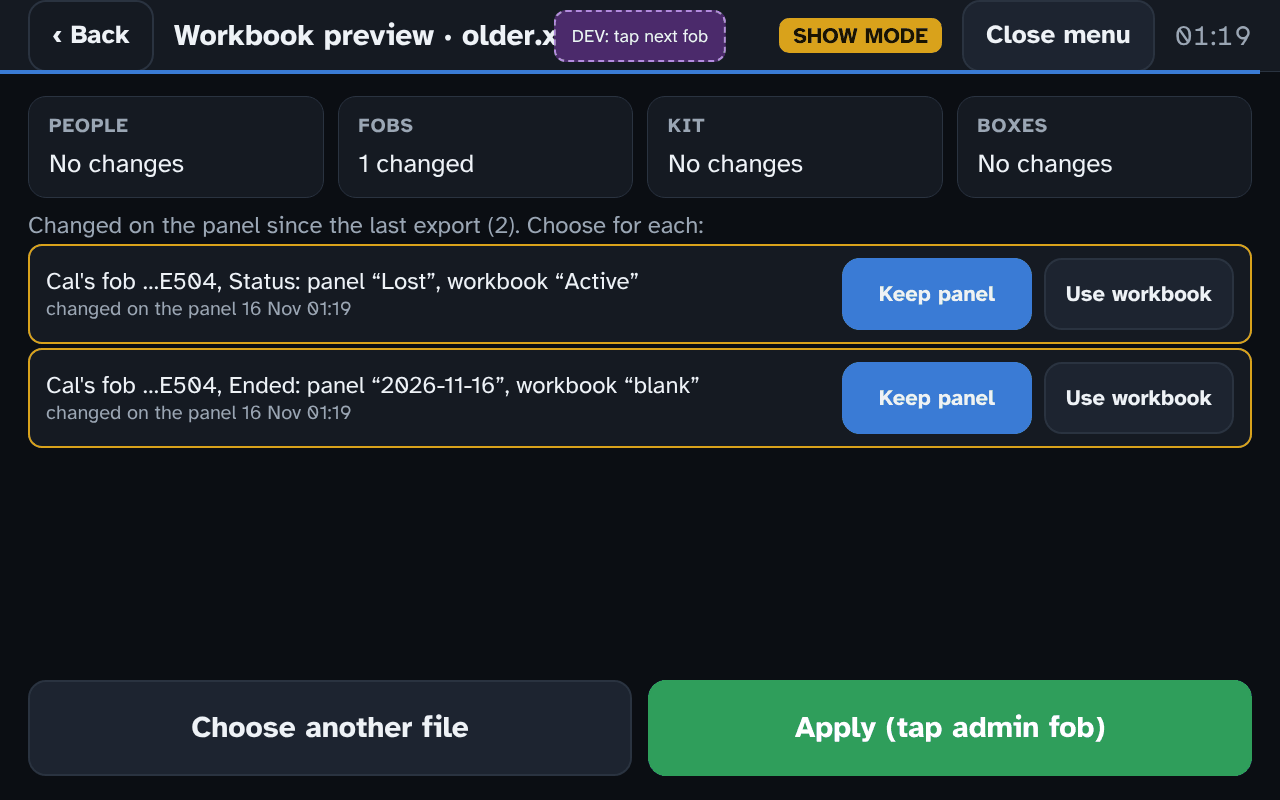 ‹ Back
Workbook preview · older.x
DEV: tap next fob
SHOW MODE
Close menu
01:19
PEOPLE
No changes
FOBS
1 changed
KIT
No changes
BOXES
No changes
Changed on the panel since the last export (2). Choose for each:
Cal's fob ...E504, Status: panel “Lost”, workbook “Active”
changed on the panel 16 Nov 01:19
Keep panel
Use workbook
Cal's fob ...E504, Ended: panel “2026-11-16”, workbook “blank”
changed on the panel 16 Nov 01:19
Keep panel
Use workbook
Choose another file
Apply (tap admin fob)